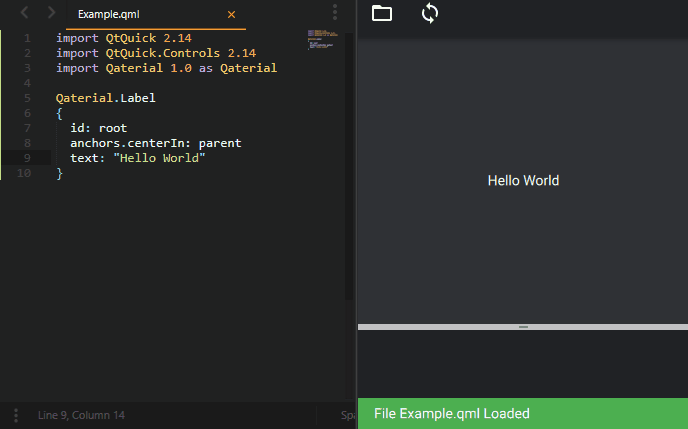 Example.qml
1 import QtQuick 2.14
2 import QtQuick.Controls 2.14
3 import Qaterial 1.0 as Qaterial
4
5 Qaterial.Label
6 {
7 id: root
8 anchors.centerIn: parent
9 text: "Hello World"
10 }
Line 9, Column 14
Spa
Hello World
File Example.qml Loaded